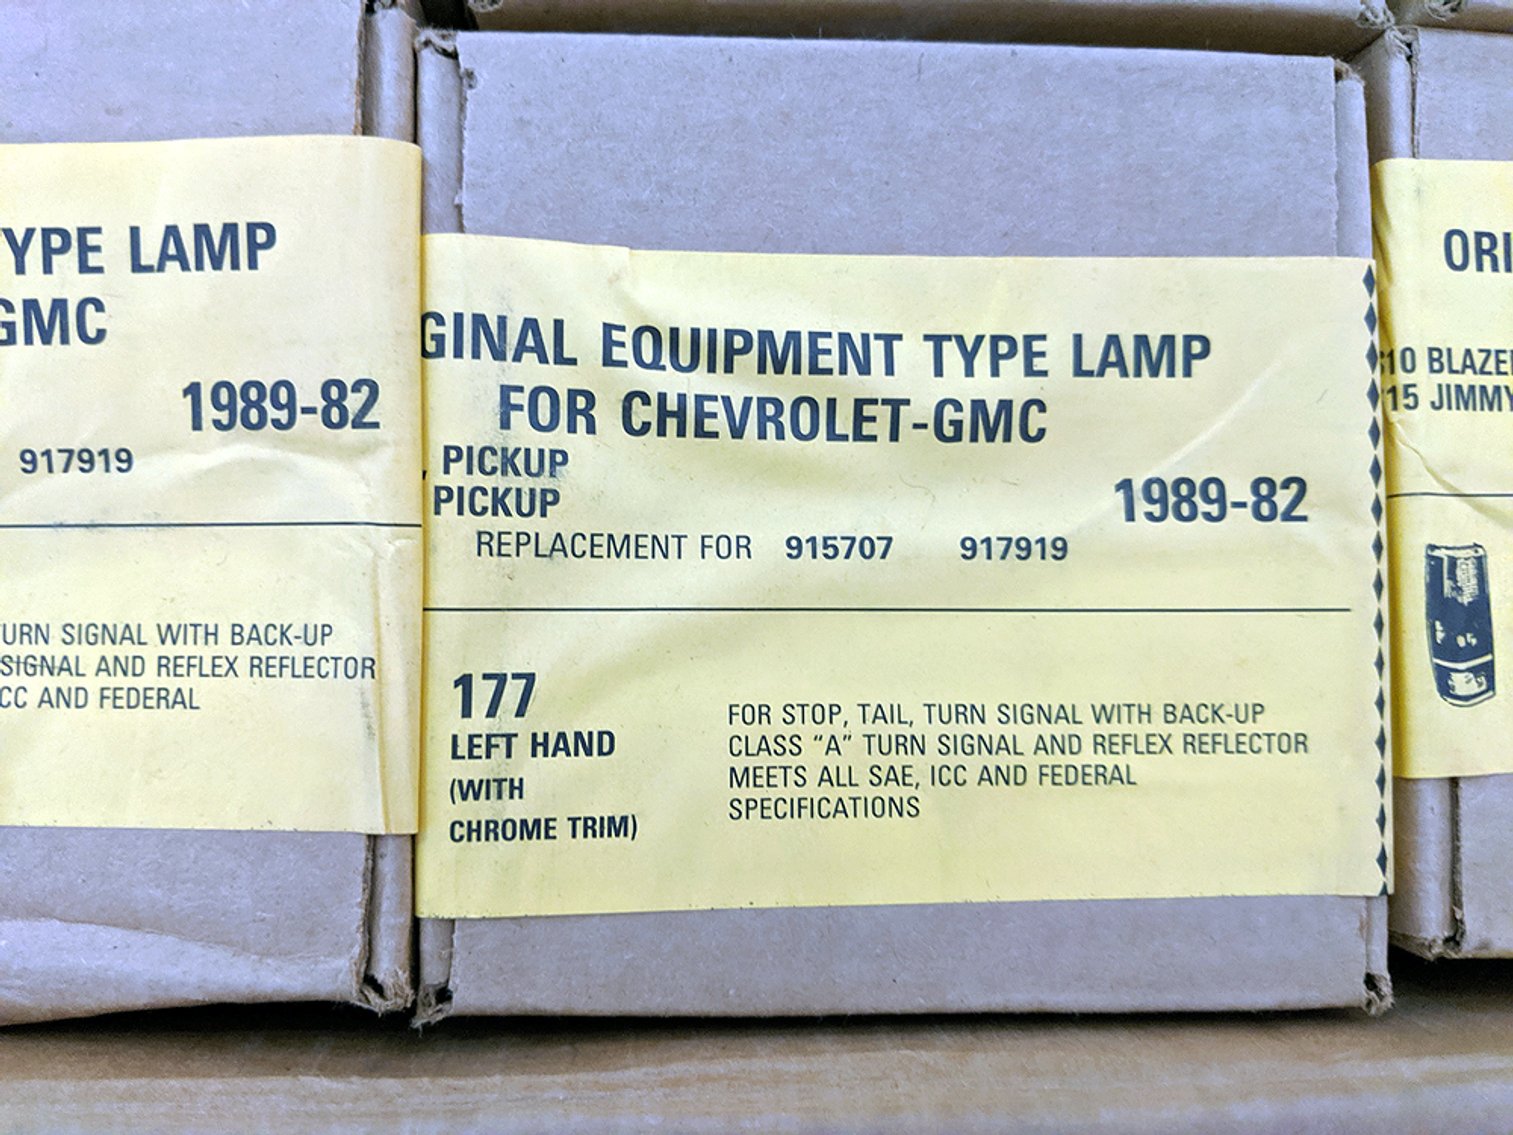 YPE LAMP
GMC
1989-82
917919
URN SIGNAL WITH BACK-UP
SIGNAL AND REFLEX REFLECTOR
CC AND FEDERAL
GINAL EQUIPMENT TYPE LAMP
FOR CHEVROLET-GMC
, PICKUP
PICKUP
1989-82
REPLACEMENT FOR 915707 917919
177
LEFT HAND
(WITH
CHROME TRIM)
FOR STOP, TAIL, TURN SIGNAL WITH BACK-UP
CLASS “A” TURN SIGNAL AND REFLEX REFLECTOR
MEETS ALL SAE, ICC AND FEDERAL
SPECIFICATIONS
ORI
10 BLAZE
15 JIMMY